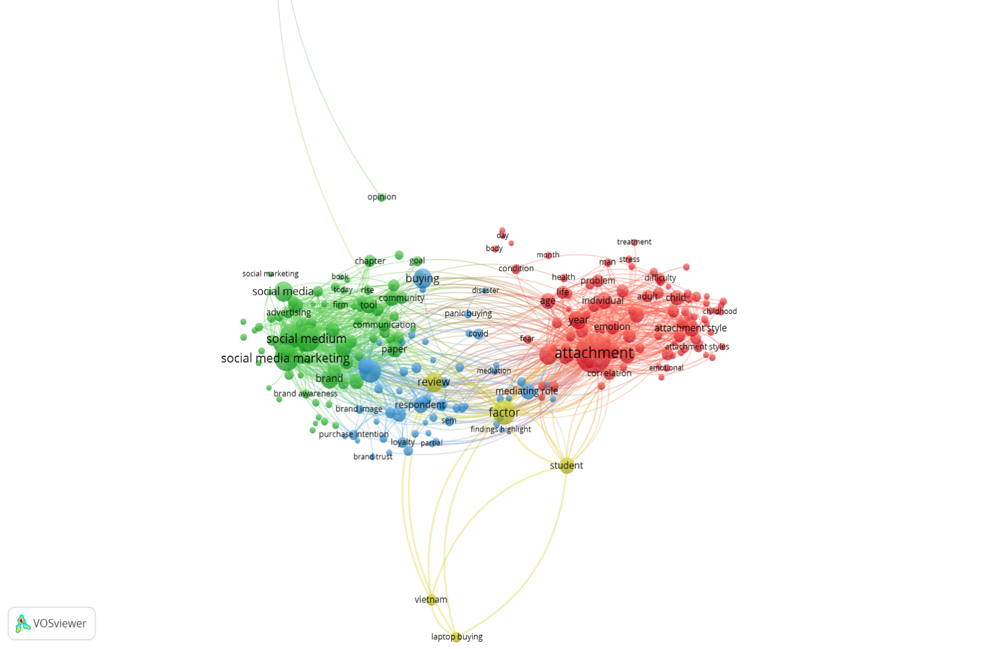 opinion
day
body
treatment
month
man
stress
chapter
goal
condition
social marketing
book
buying
health
problem
difficulty
social media
today
rise
disaster
life
community
age
individual
adult
child
firm
tool
advertising
panic buying
childhood
year
communication
emotion
attachment style
covid
social medium
fear
paper
attachment styles
attachment
social media marketing
mediation
emotional
correlation
brand
review
brand awareness
mediating role
respondent
brand image
factor
sem
findings highlight
purchase intention
loyalty
partial
brand trust
student
vietnam
VOSviewer
laptop buying